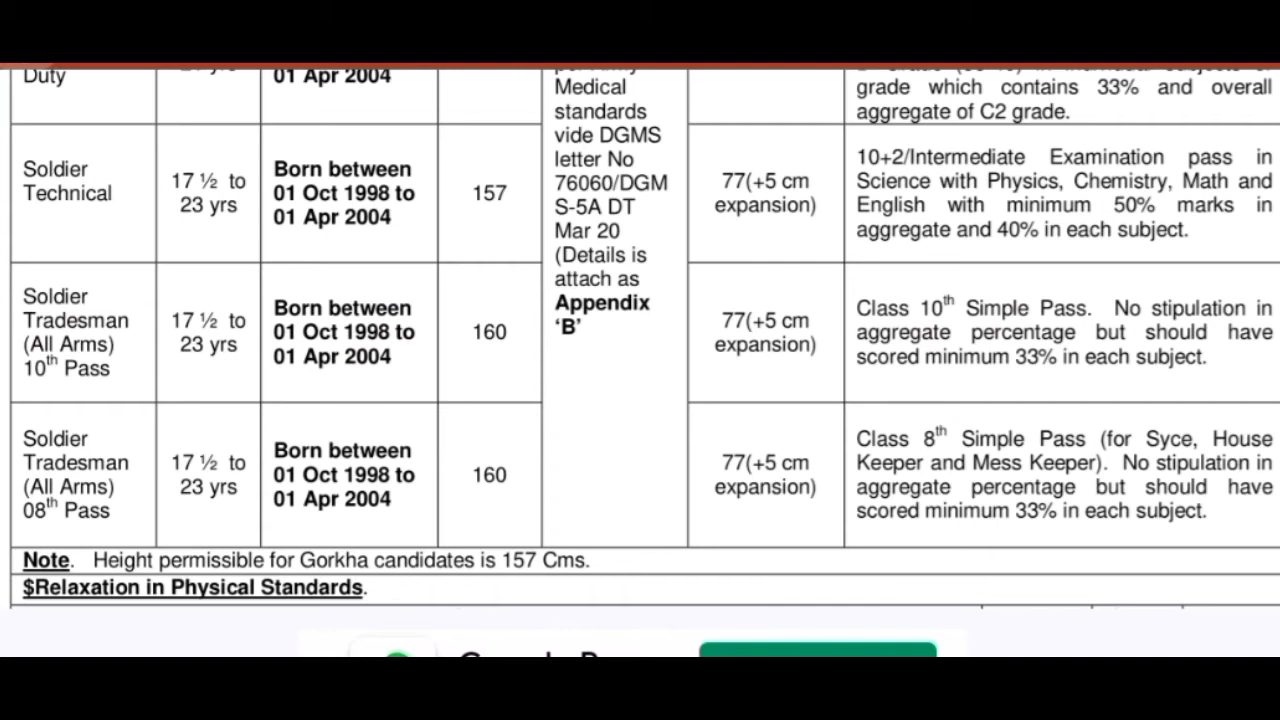 Duty
01 Apr 2004
Medical
standards
vide DGMS
letter No
76060/DGM
S-5A DT
Mar 20
(Details is
attach as
Appendix
‘B’
grade which contains 33% and overall
aggregate of C2 grade.
Soldier
Technical
17 ½ to
23 yrs
Born between
01 Oct 1998 to
01 Apr 2004
157
77(+5 cm
expansion)
10+2/Intermediate Examination pass in
Science with Physics, Chemistry, Math and
English with minimum 50% marks in
aggregate and 40% in each subject.
Soldier
Tradesman
(All Arms)
10th Pass
17 ½ to
23 yrs
Born between
01 Oct 1998 to
01 Apr 2004
160
77(+5 cm
expansion)
Class 10th Simple Pass. No stipulation in
aggregate percentage but should have
scored minimum 33% in each subject.
Soldier
Tradesman
(All Arms)
08th Pass
17 ½ to
23 yrs
Born between
01 Oct 1998 to
01 Apr 2004
160
77(+5 cm
expansion)
Class 8th Simple Pass (for Syce, House
Keeper and Mess Keeper). No stipulation in
aggregate percentage but should have
scored minimum 33% in each subject.
Note. Height permissible for Gorkha candidates is 157 Cms.
$Relaxation in Physical Standards.